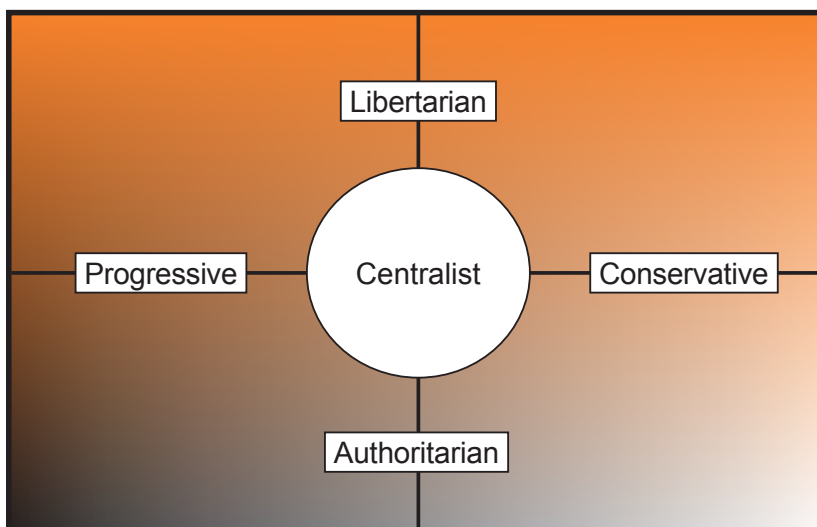 Libertarian
Progressive
Centralist
Conservative
Authoritarian